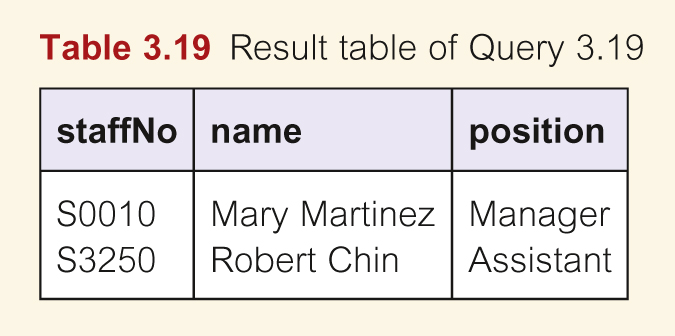 Table 3.19 Result table of Query 3.19
staffNo name position
S0010 Mary Martinez Manager
S3250 Robert Chin Assistant